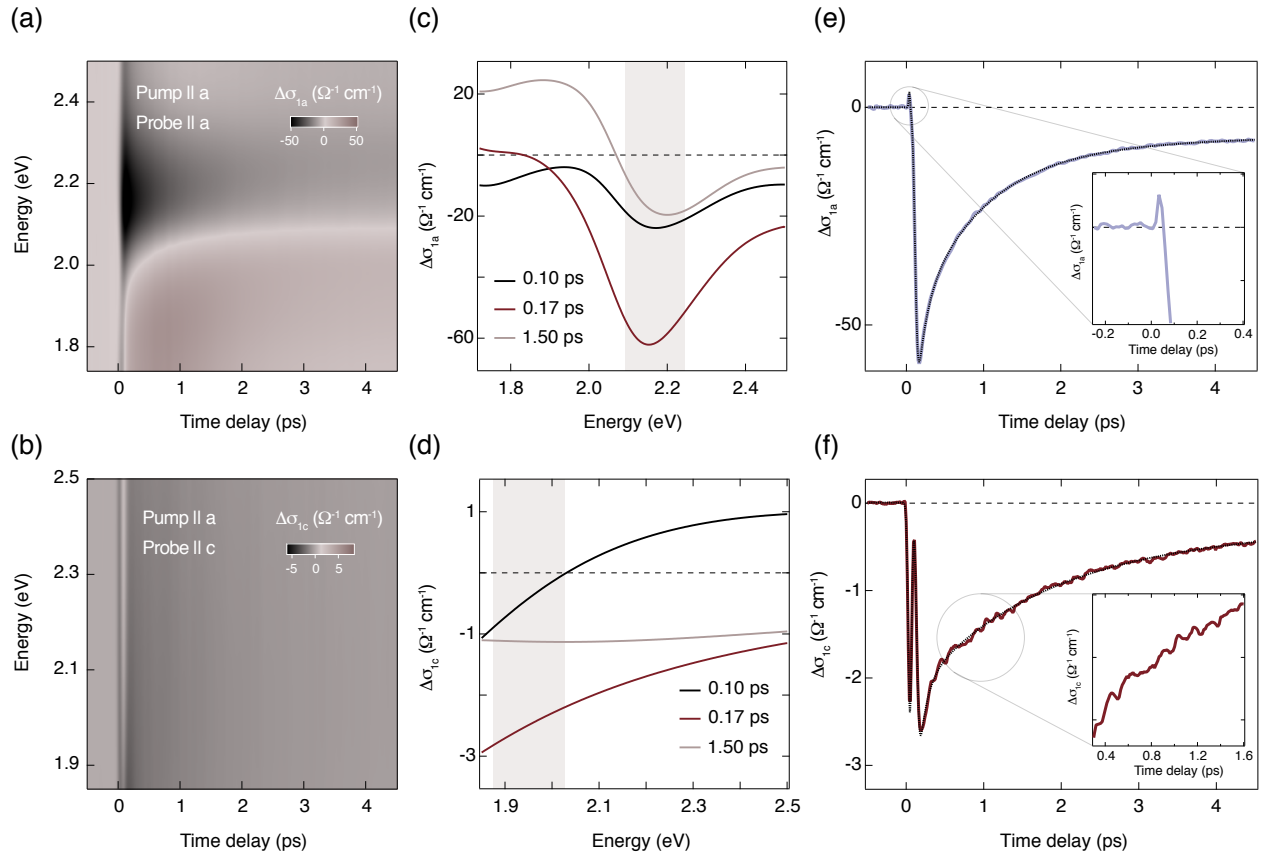 (a)
Pump || a
Probe || a
Δσ1a (Ω-1 cm-1)
-50 0 50
2.4
2.2
2.0
1.8
Energy (eV)
0 1 2 3 4
Time delay (ps)
(c)
20
-20
-60
Δσ1a (Ω-1 cm-1)
0.10 ps
0.17 ps
1.50 ps
1.8 2.0 2.2 2.4
Energy (eV)
(e)
0
-50
Δσ1a (Ω-1 cm-1)
Δσ1a (Ω-1 cm-1)
-0.2 0.0 0.2 0.4
Time delay (ps)
0 1 2 3 4
Time delay (ps)
(b)
Pump || a
Probe || c
Δσ1c (Ω-1 cm-1)
-5 0 5
2.5
2.3
2.1
1.9
Energy (eV)
0 1 2 3 4
Time delay (ps)
(d)
1
-1
-3
Δσ1c (Ω-1 cm-1)
0.10 ps
0.17 ps
1.50 ps
1.9 2.1 2.3 2.5
Energy (eV)
(f)
0
-1
-2
-3
Δσ1c (Ω-1 cm-1)
Δσ1c (Ω-1 cm-1)
0.4 0.8 1.2 1.6
Time delay (ps)
0 1 2 3 4
Time delay (ps)